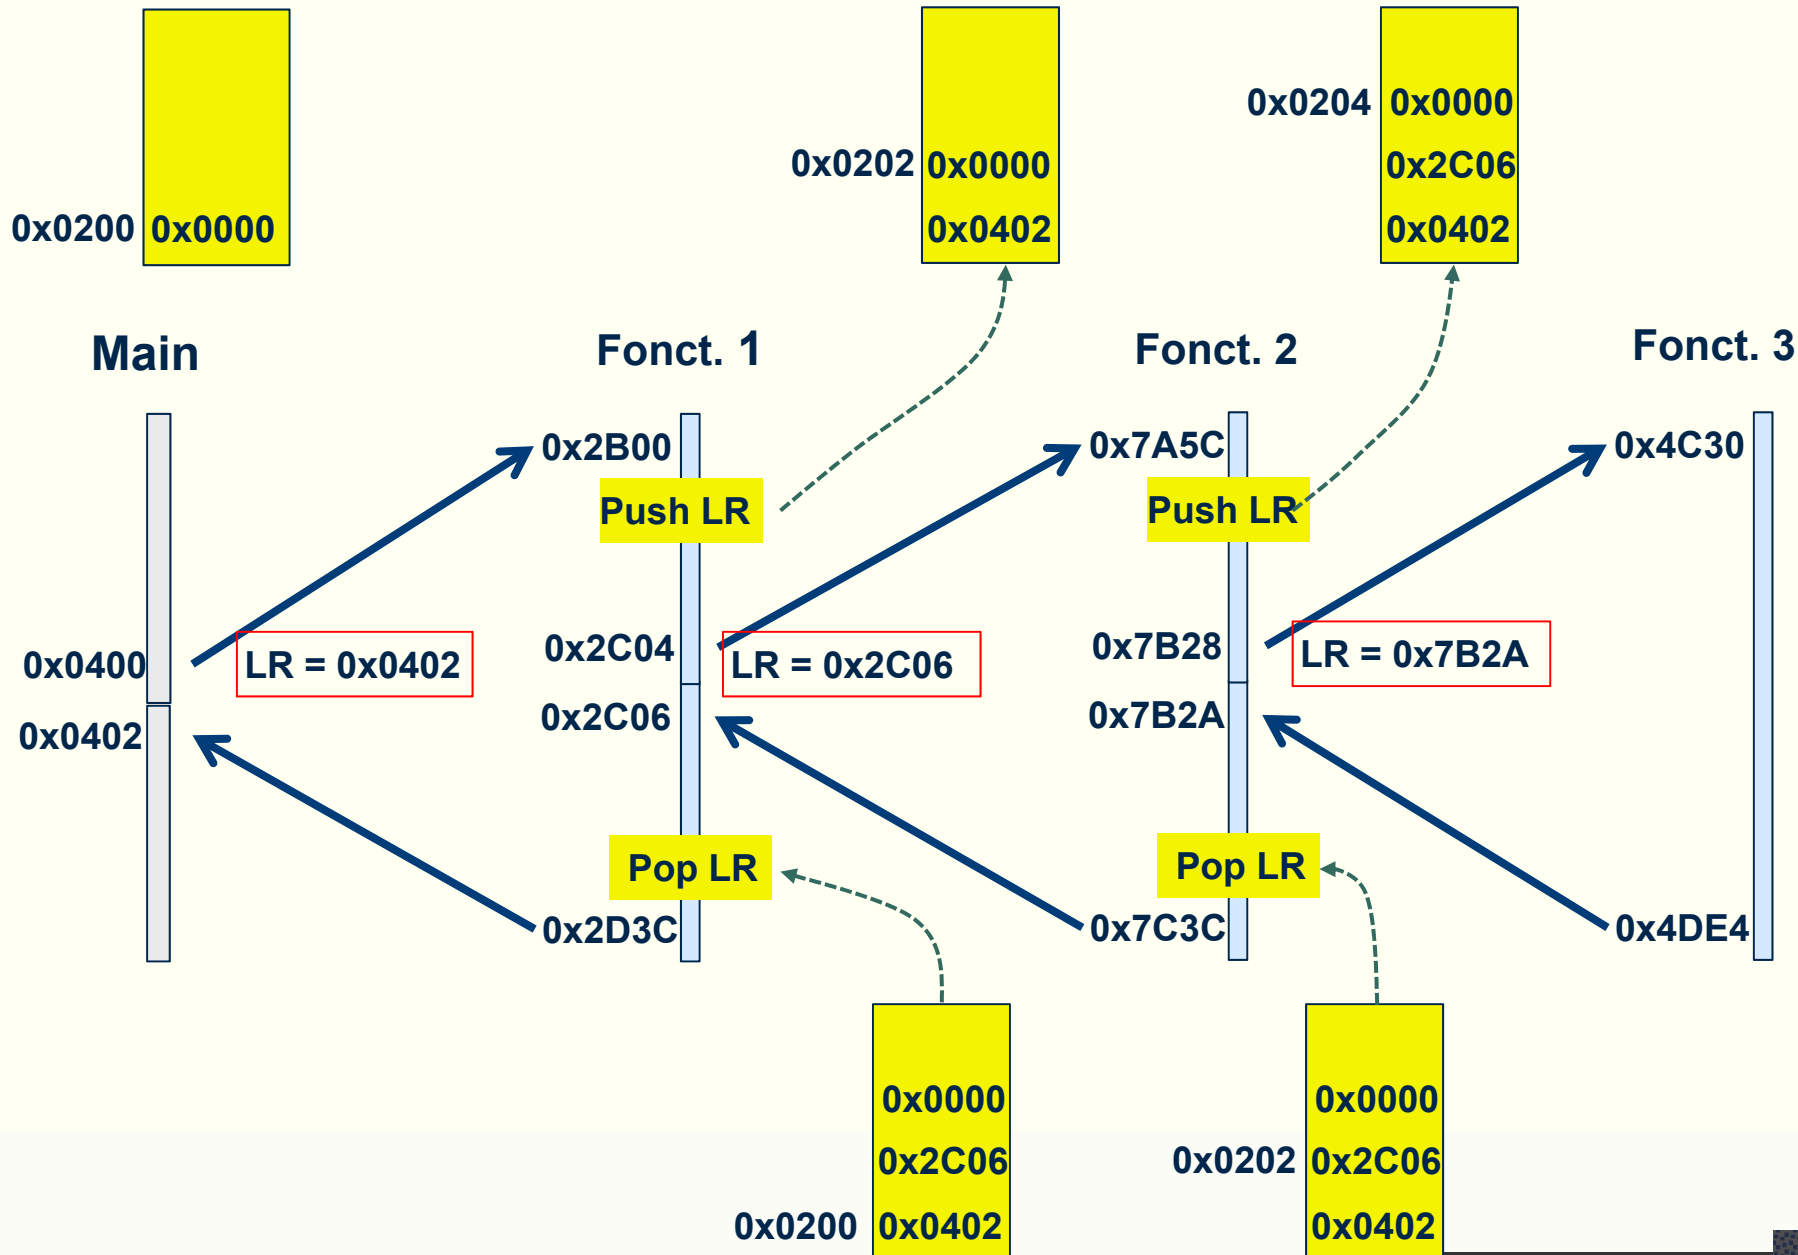 0x0204 0x0000
0x0202 0x0000 0x2C06
0x0200 0x0000 0x0402 0x0402
Main Fonct. 1 Fonct. 2 Fonct. 3
0x2B00 0x7A5C 0x4C30
Push LR Push LR
0x0400 LR = 0x0402 0x2C04 LR = 0x2C06 0x7B28 LR = 0x7B2A
0x0402 0x2C06 0x7B2A
Pop LR Pop LR
0x2D3C 0x7C3C 0x4DE4
0x0000 0x0000
0x2C06 0x0202 0x2C06
0x0200 0x0402 0x0402